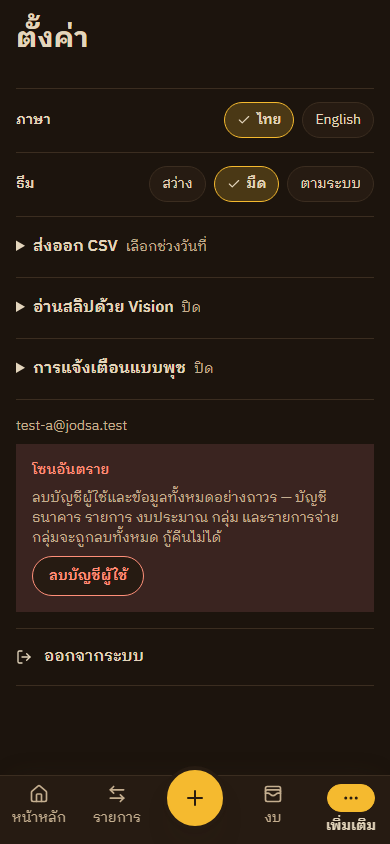 ตั้งค่า
ภาษา ไทย English
ธีม สว่าง มืด ตามระบบ
ส่งออก CSV เลือกช่วงวันที่
อ่านสลิปด้วย Vision ปิด
การแจ้งเตือนแบบพุช ปิด
test-a@jodsa.test
โซนอันตราย
ลบบัญชีผู้ใช้และข้อมูลทั้งหมดอย่างถาวร — บัญชี
ธนาคาร รายการ งบประมาณ กลุ่ม และรายการจ่าย
กลุ่มจะถูกลบทั้งหมด กู้คืนไม่ได้
ลบบัญชีผู้ใช้
ออกจากระบบ
หน้าหลัก รายการ งบ เพิ่มเติม